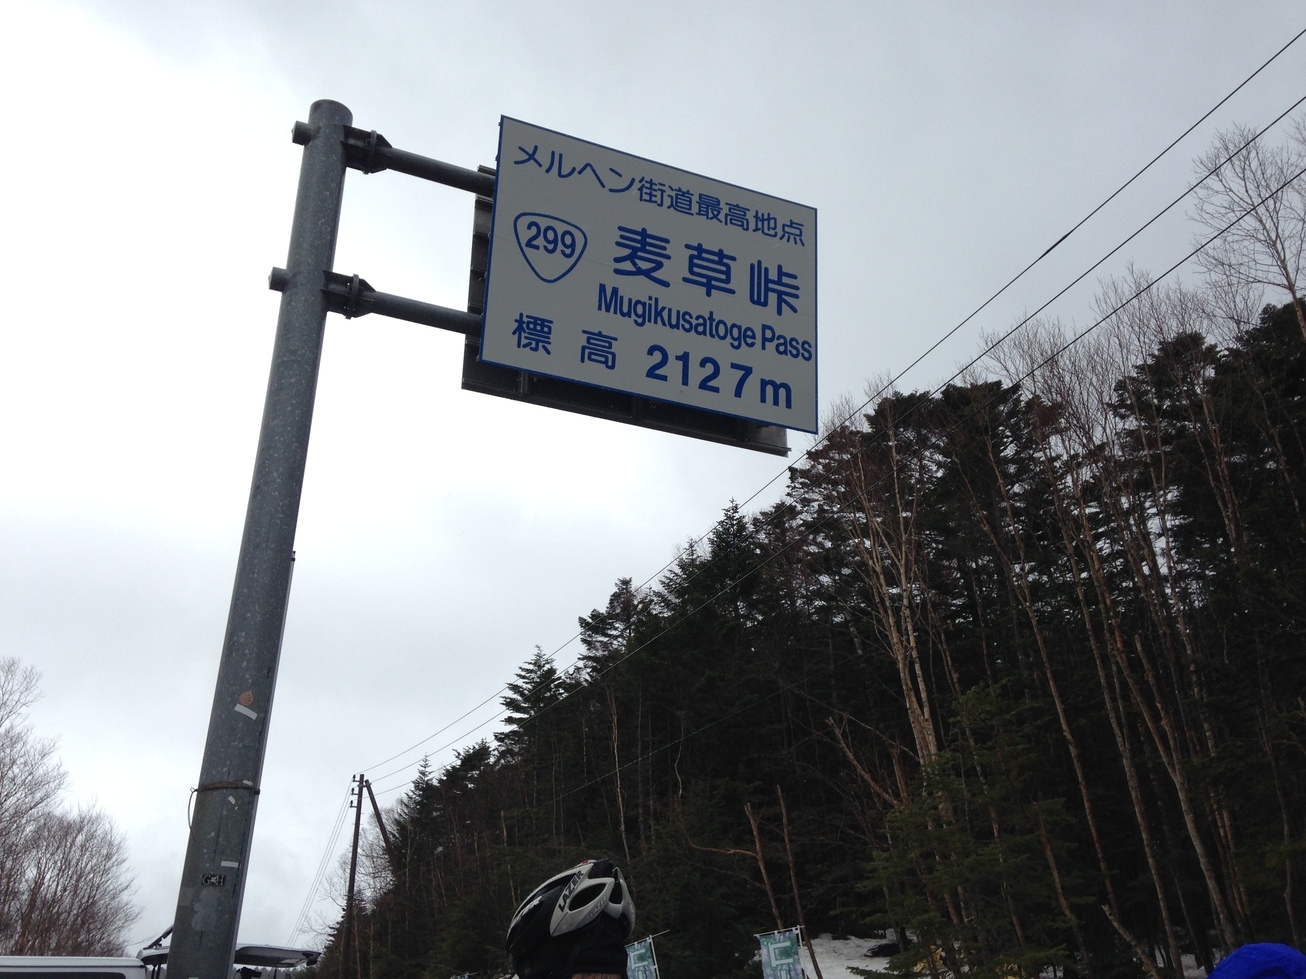 メルヘン街道最高地点
299
麦草峠
Mugikusatoge Pass
標高 2127m
LAZER